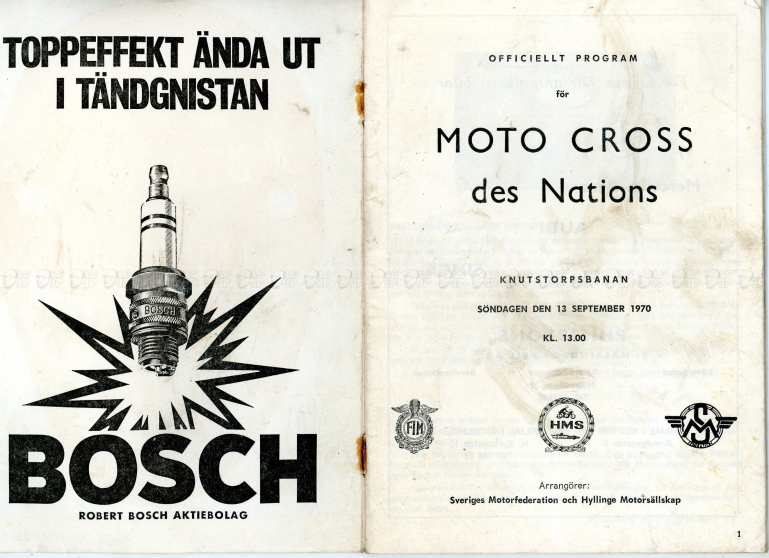 TOPPEFFEKT ÄNDA UT
I TÄNDGNISTAN
BOSCH
BOSCH
ROBERT BOSCH AKTIEBOLAG
OFFICIELLT PROGRAM
för
MOTO CROSS
des Nations
KNUTSTORPSBANAN
SÖNDAGEN DEN 13 SEPTEMBER 1970
KL. 13.00
FIM
HMS
Arrangörer:
Sveriges Motorfederation och Hyllinge Motorsällskap
1